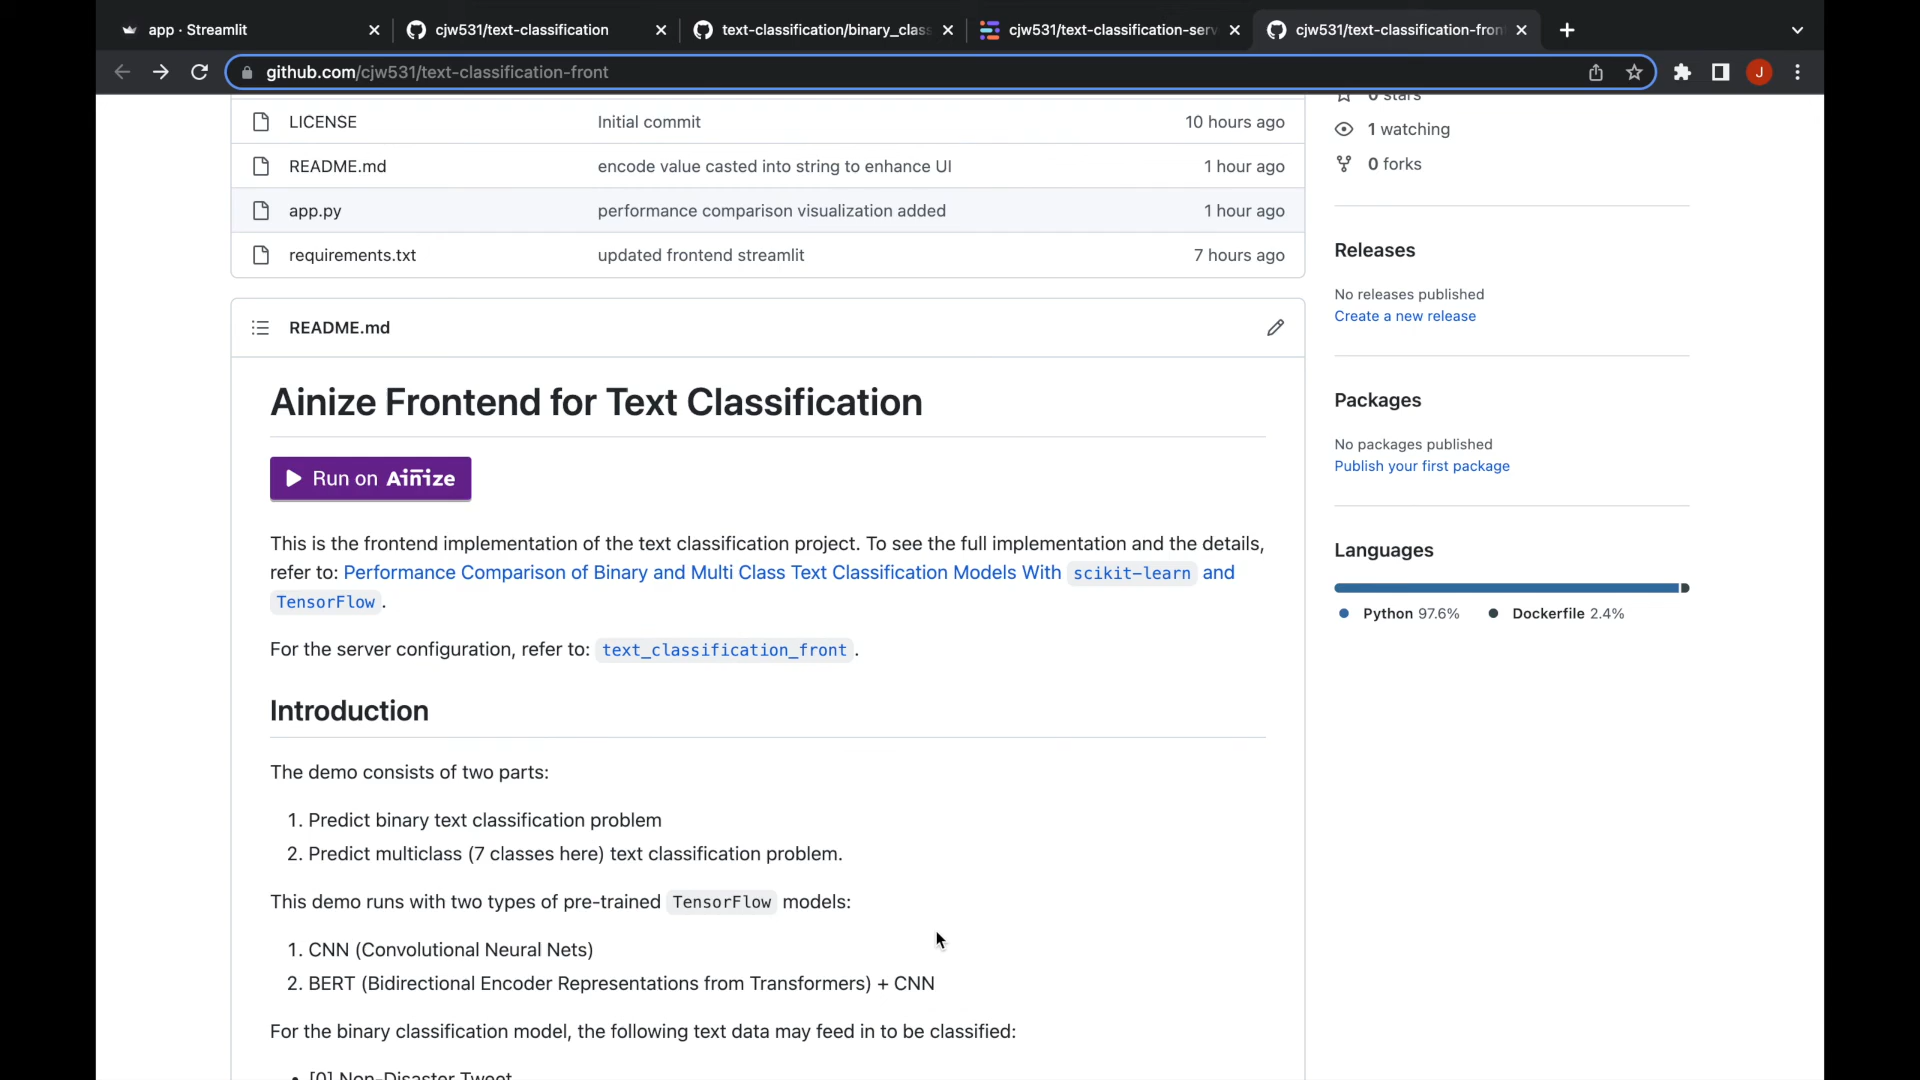 app · Streamlit
cjw531/text-classification
text-classification/binary_class
cjw531/text-classification-serv
cjw531/text-classification-fron
github.com/cjw531/text-classification-front
J
0 stars
LICENSE Initial commit 10 hours ago
1 watching
README.md encode value casted into string to enhance UI 1 hour ago
0 forks
app.py performance comparison visualization added 1 hour ago
requirements.txt updated frontend streamlit 7 hours ago
Releases
No releases published
Create a new release
README.md
Ainize Frontend for Text Classification
Run on Ainize
Packages
No packages published
Publish your first package
This is the frontend implementation of the text classification project. To see the full implementation and the details,
refer to: Performance Comparison of Binary and Multi Class Text Classification Models With scikit-learn and
TensorFlow.
Languages
Python 97.6% Dockerfile 2.4%
For the server configuration, refer to: text_classification_front.
Introduction
The demo consists of two parts:
1. Predict binary text classification problem
2. Predict multiclass (7 classes here) text classification problem.
This demo runs with two types of pre-trained TensorFlow models:
1. CNN (Convolutional Neural Nets)
2. BERT (Bidirectional Encoder Representations from Transformers) + CNN
For the binary classification model, the following text data may feed in to be classified:
• [0] Non-Disaster Tweet